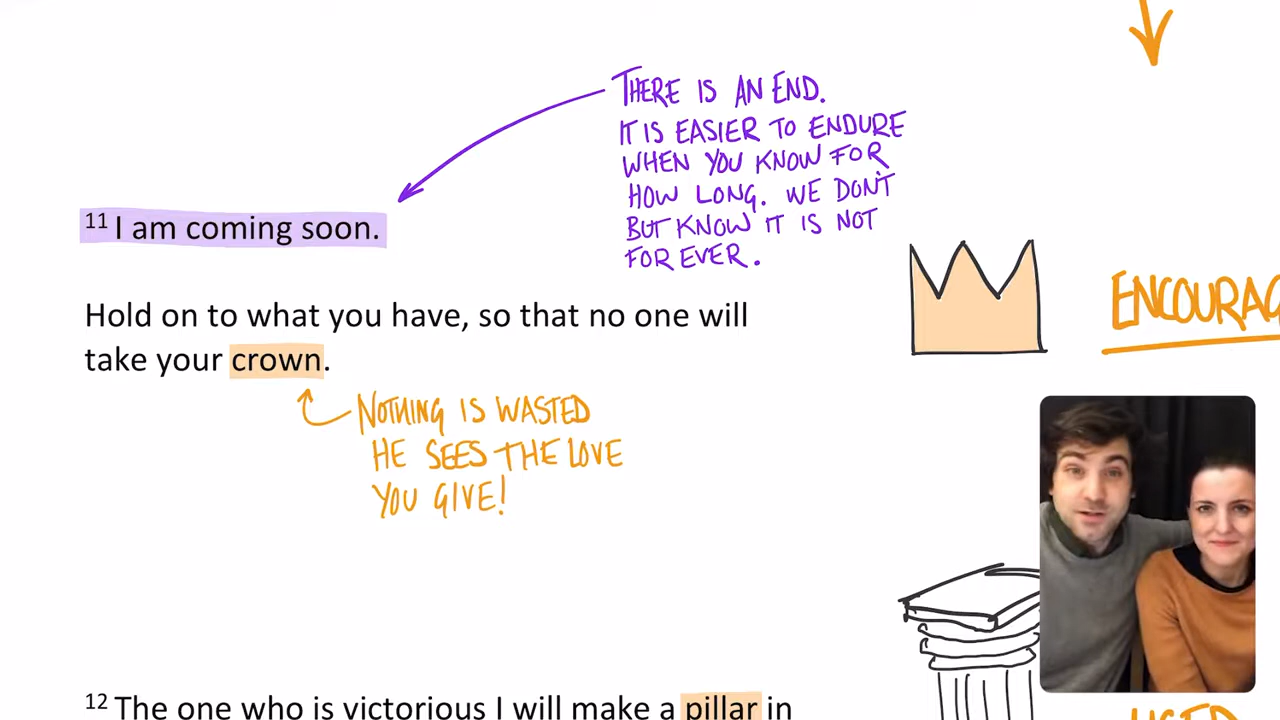 THERE IS AN END.
IT IS EASIER TO ENDURE
WHEN YOU KNOW FOR
HOW LONG. WE DON'T
BUT KNOW IT IS NOT
FOR EVER.
11 I am coming soon.
ENCOURAG
Hold on to what you have, so that no one will
take your crown.
NOTHING IS WASTED
HE SEES THE LOVE
YOU GIVE!
12 The one who is victorious I will make a pillar in
USED